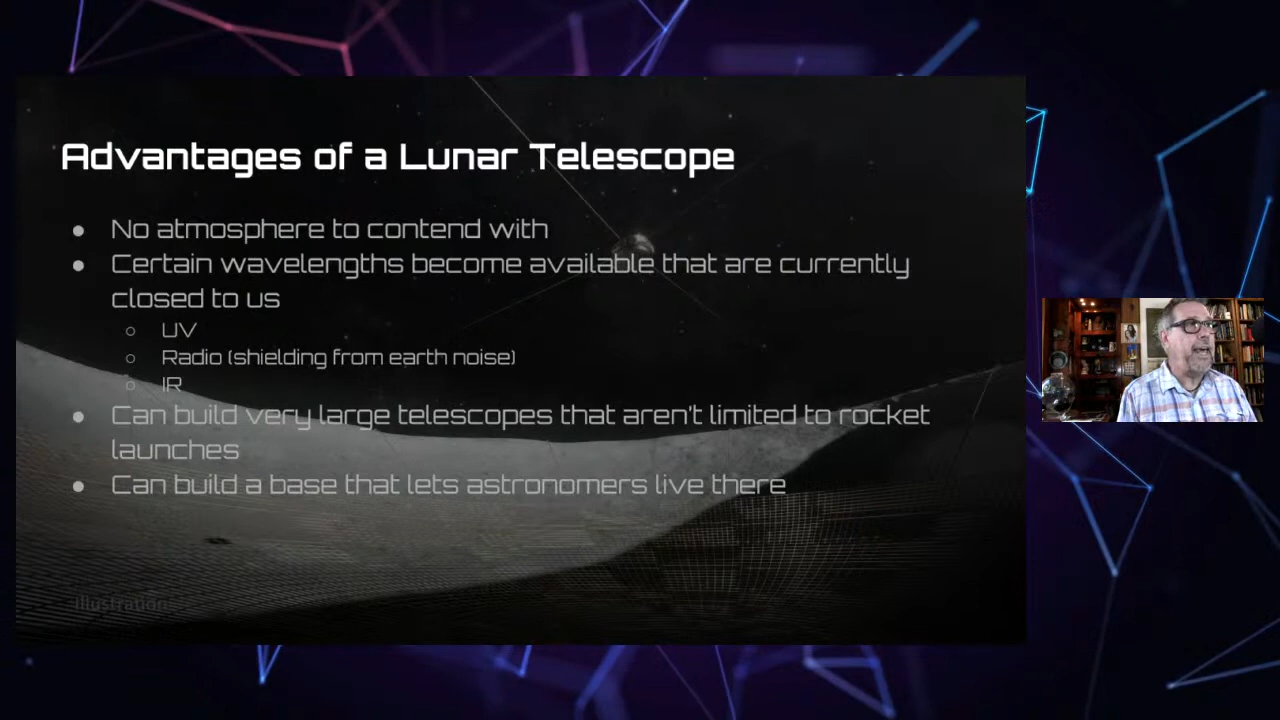 Advantages of a Lunar Telescope
● No atmosphere to contend with
● Certain wavelengths become available that are currently
closed to us
○ UV
○ Radio (shielding from earth noise)
○ IR
● Can build very large telescopes that aren't limited to rocket
launches
● Can build a base that lets astronomers live there
Illustration